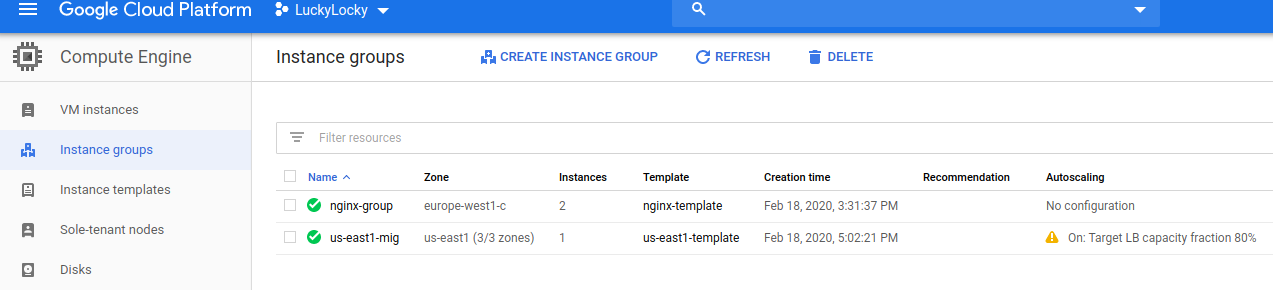 Google Cloud Platform LuckyLocky
Compute Engine
Instance groups CREATE INSTANCE GROUP REFRESH DELETE
VM instances
Instance groups
Instance templates
Sole-tenant nodes
Disks
Filter resources
Name Zone Instances Template Creation time Recommendation Autoscaling
nginx-group europe-west1-c 2 nginx-template Feb 18, 2020, 3:31:37 PM No configuration
us-east1-mig us-east1 (3/3 zones) 1 us-east1-template Feb 18, 2020, 5:02:21 PM On: Target LB capacity fraction 80%